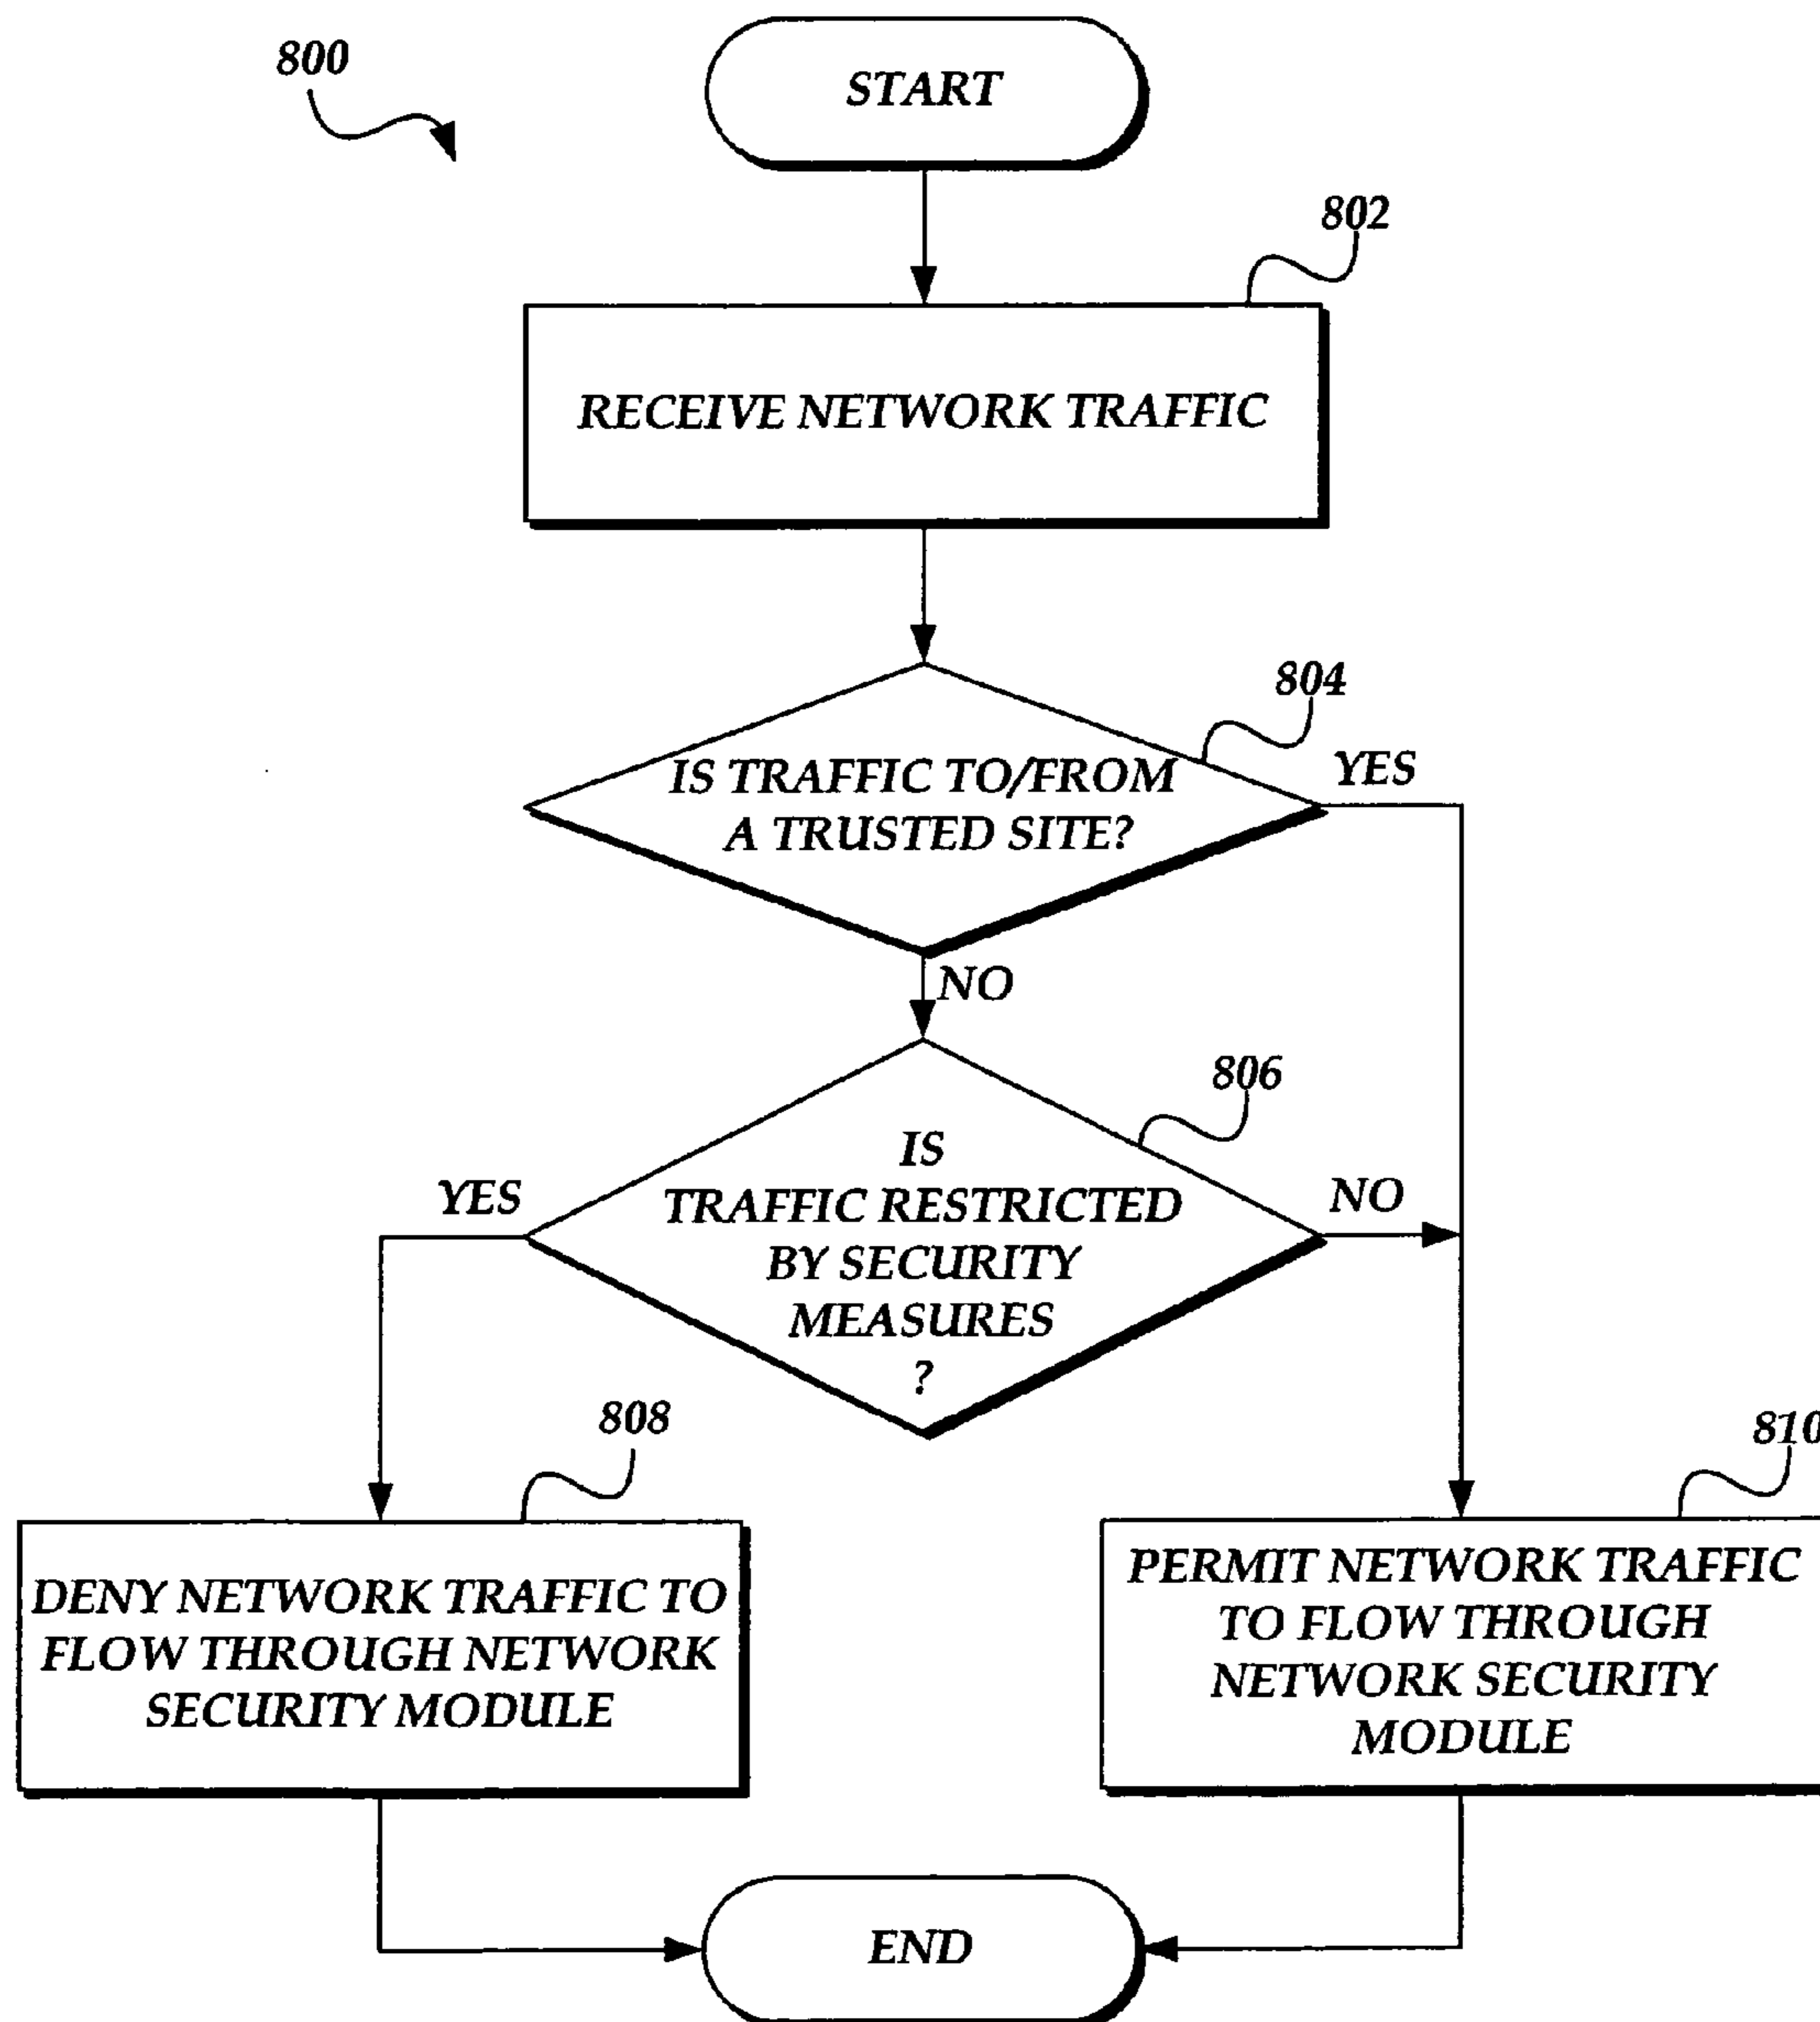 800
START
802
RECEIVE NETWORK TRAFFIC
804
IS TRAFFIC TO/FROM
A TRUSTED SITE?
YES
NO
806
IS
TRAFFIC RESTRICTED
BY SECURITY
MEASURES
?
YES
NO
808
DENY NETWORK TRAFFIC TO
FLOW THROUGH NETWORK
SECURITY MODULE
810
PERMIT NETWORK TRAFFIC
TO FLOW THROUGH
NETWORK SECURITY
MODULE
END